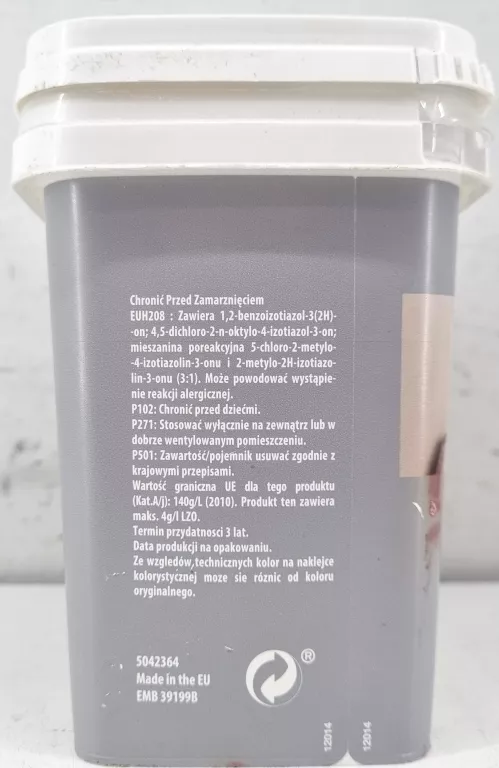 Chronić Przed Zamarznięciem
EUH208 : Zawiera 1,2-benzoizotiazol-3(2H)-
-on; 4,5-dichloro-2-n-oktylo-4-izotiazol-3-on;
mieszanina poreakcyjna 5-chloro-2-metylo-
-4-izotiazolin-3-onu i 2-metylo-2H-izotiazo-
lin-3-onu (3:1). Może powodować wystąpie-
nie reakcji alergicznej.
P102: Chronić przed dziećmi.
P271: Stosować wyłącznie na zewnątrz lub w
dobrze wentylowanym pomieszczeniu.
P501: Zawartość/pojemnik usuwać zgodnie z
krajowymi przepisami.
Wartość graniczna UE dla tego produktu
(Kat.A/j): 140g/L (2010). Produkt ten zawiera
maks. 4g/l LZO.
Termin przydatnosci 3 lat.
Data produkcji na opakowaniu.
Ze wzgledów,technicznych kolor na naklejce
kolorystycznej moze sie róznic od koloru
oryginalnego.
5042364
Made in the EU
EMB 39199B
®
12014
12014